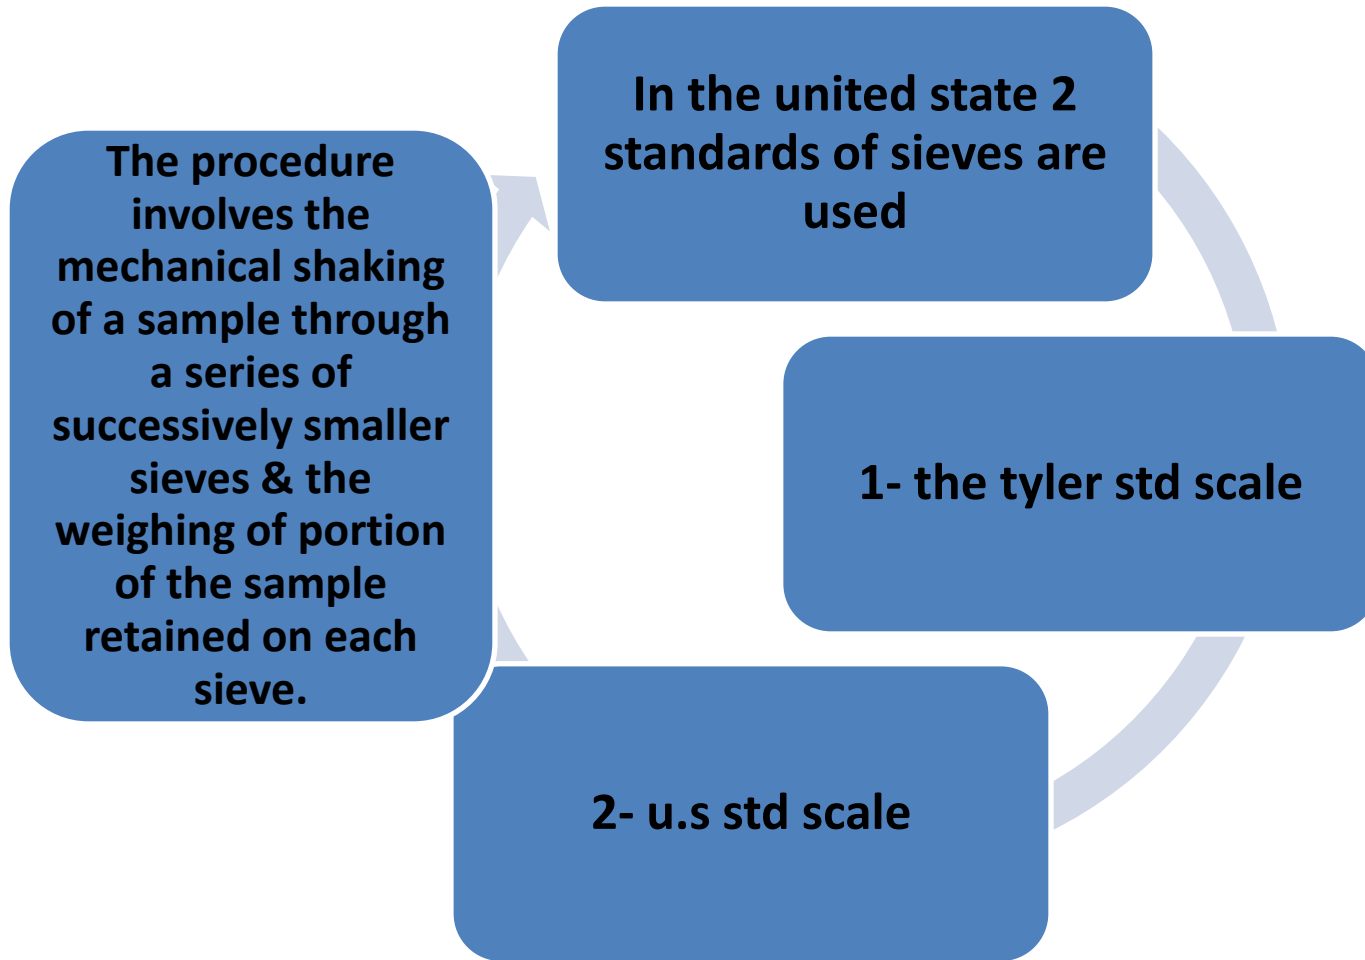 In the united state 2
standards of sieves are
used
1- the tyler std scale
2- u.s std scale
The procedure
involves the
mechanical shaking
of a sample through
a series of
successively smaller
sieves & the
weighing of portion
of the sample
retained on each
sieve.